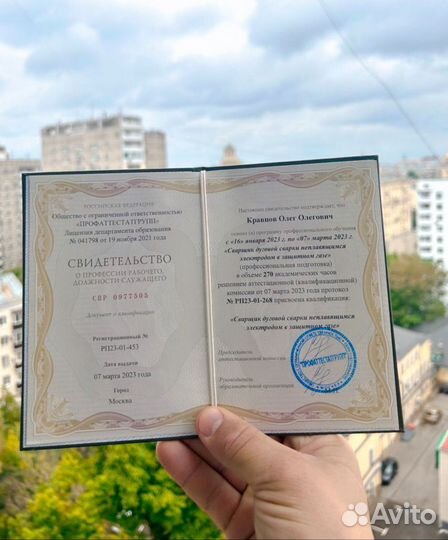 РОССИЙСКАЯ ФЕДЕРАЦИЯ
Общество с ограниченной ответственностью
«ПРОФАТТЕСТАТГРУПП»
Лицензия департамента образования
№ 041798 от 19 ноября 2021 года
СВИДЕТЕЛЬСТВО
О ПРОФЕССИИ РАБОЧЕГО,
ДОЛЖНОСТИ СЛУЖАЩЕГО
СВР 0977505
Документ о квалификации
Регистрационный №
РП23-01-453
Дата выдачи
07 марта 2023 года
Город
Москва
Настоящее свидетельство подтверждает, что
Кравцов Олег Олегович
освоил (а) программу профессионального обучения
с «16» января 2023 г. по «07» марта 2023 г.
«Сварщик дуговой сварки неплавящимся
электродом в защитном газе»
(профессиональная подготовка)
в объеме 270 академических часов
решением аттестационной (квалификационной)
комиссии от 07 марта 2023 года протокол
№ РП23-01-268 присвоена квалификация:
«Сварщик дуговой сварки неплавящимся
электродом в защитном газе»
Председатель
аттестационной комиссии
Руководитель
образовательной организации
ПРОФАТТЕСТАТГРУПП
Avito